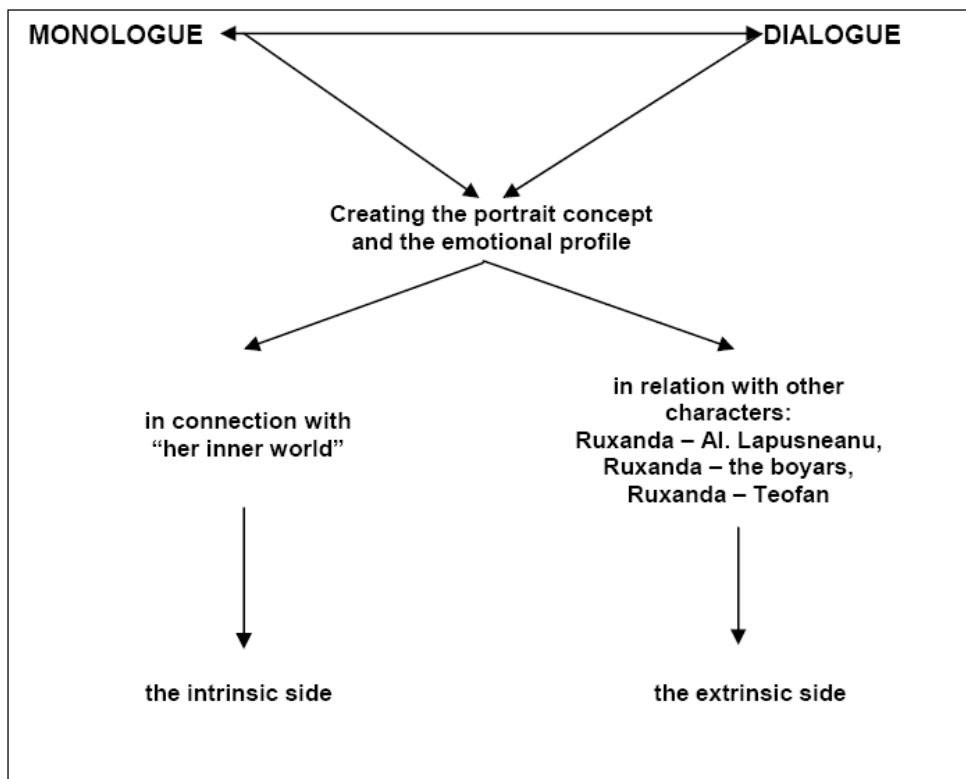 MONOLOGUE
DIALOGUE
Creating the portrait concept
and the emotional profile
in connection with
“her inner world”
in relation with other
characters:
Ruxanda – Al. Lapusneanu,
Ruxanda – the boyars,
Ruxanda – Teofan
the intrinsic side
the extrinsic side